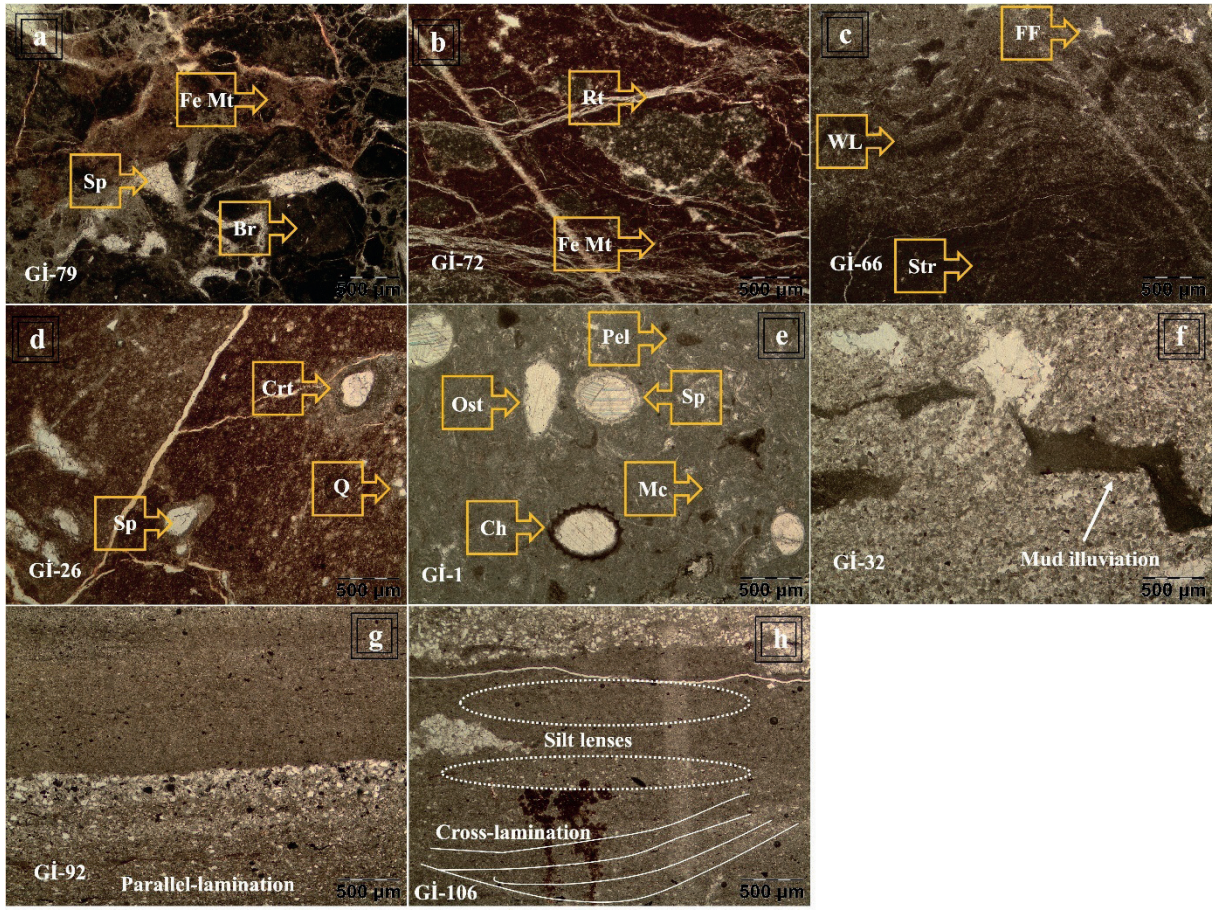 a
Fe Mt
Sp
Br
Gİ-79
500 µm
b
Rt
Fe Mt
Gİ-72
500 µm
c
FF
WL
Str
Gİ-66
500 µm
d
Crt
Q
Sp
Gİ-26
500 µm
e
Pel
Ost
Sp
Mc
Ch
Gİ-1
500 µm
f
Mud illuviation
Gİ-32
500 µm
g
Gİ-92
Parallel-lamination
500 µm
h
Silt lenses
Cross-lamination
Gİ-106
500 µm